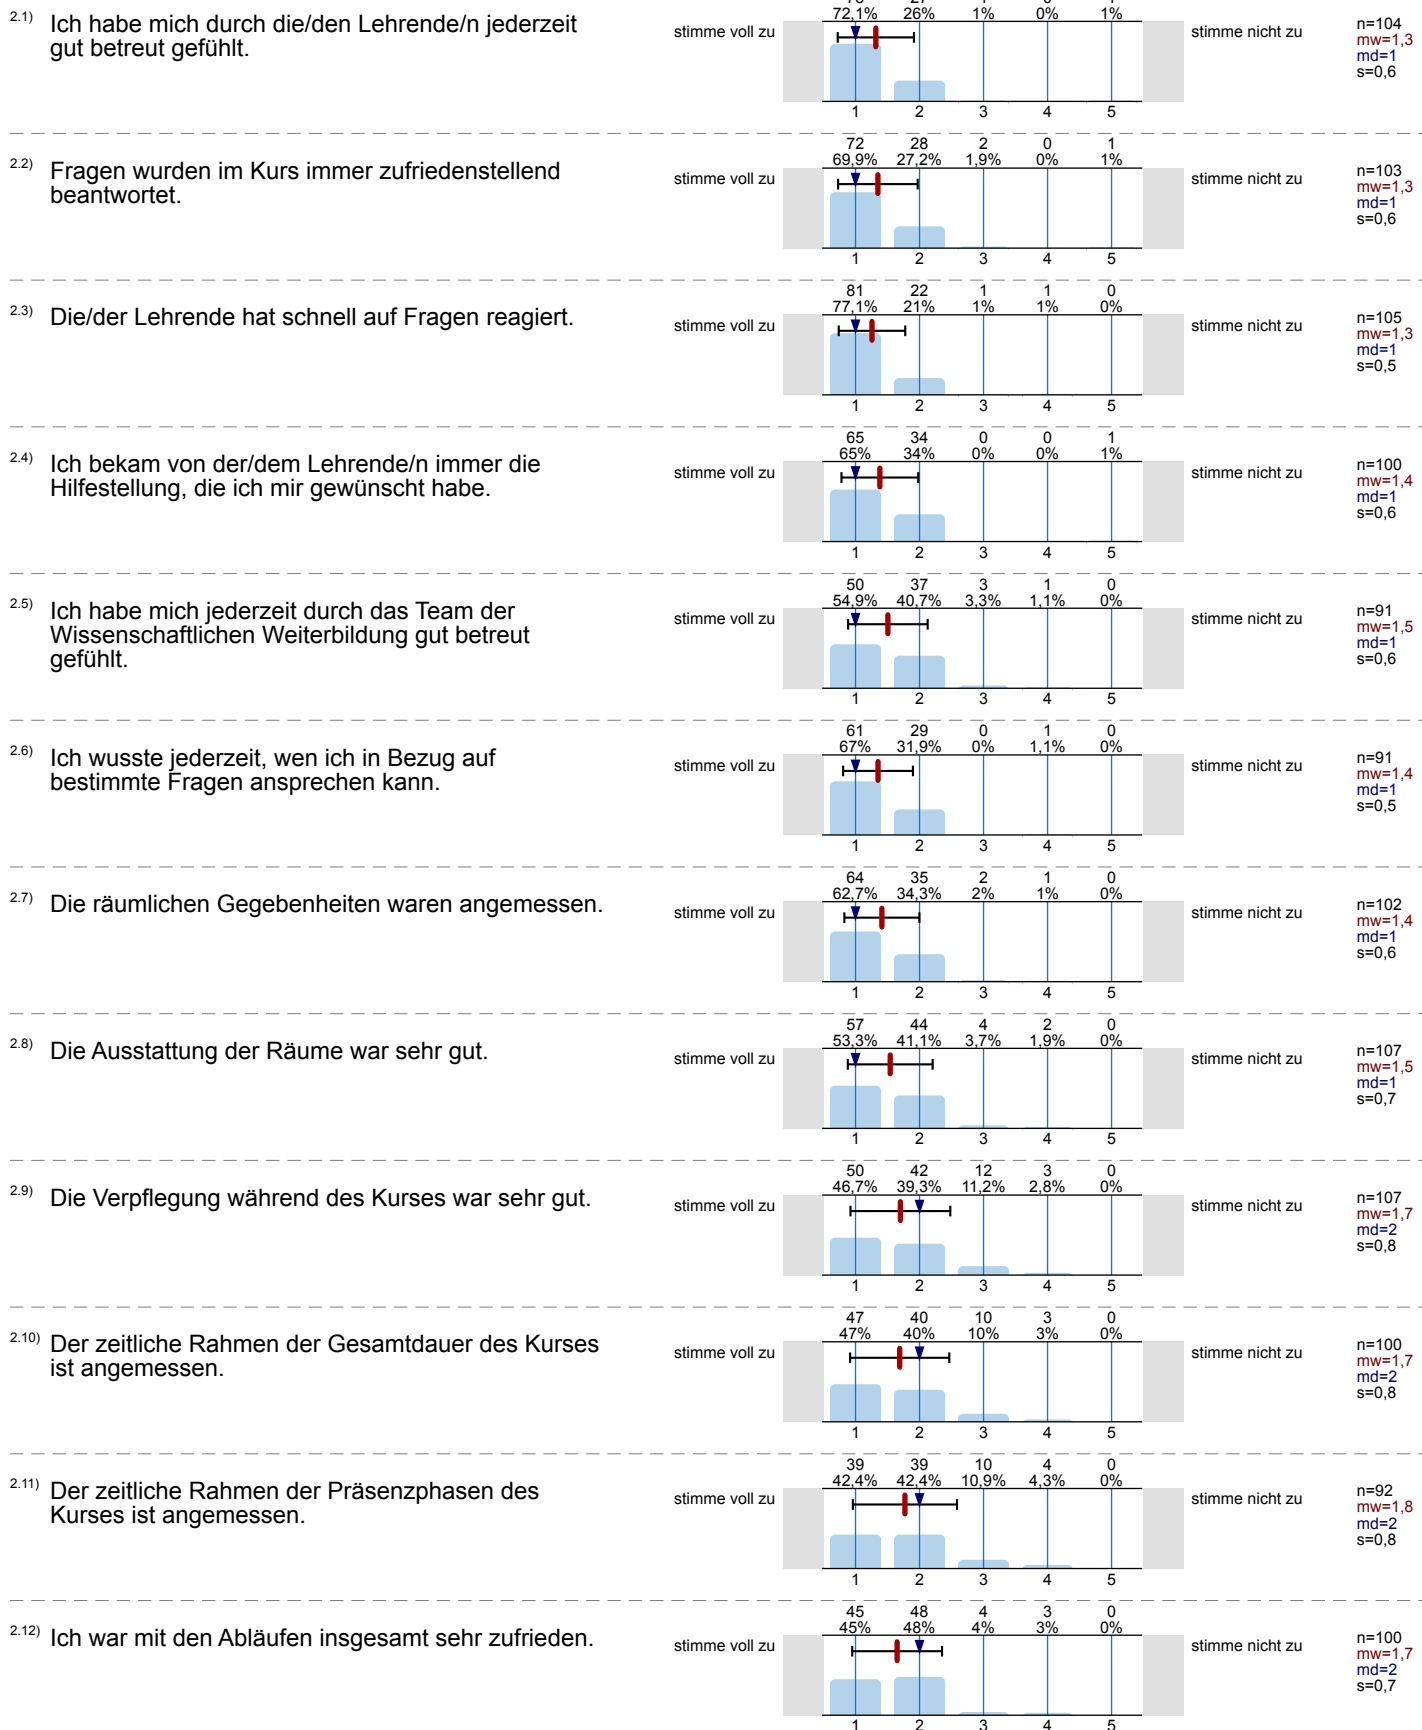 2.1) Ich habe mich durch die/den Lehrende/n jederzeit
gut betreut gefühlt.
72,1% 26% 1% 0% 1%
stimme voll zu
stimme nicht zu
n=104
mw=1,3
md=1
s=0,6
1 2 3 4 5
2.2) Fragen wurden im Kurs immer zufriedenstellend
beantwortet.
72 28 2 0 1
69,9% 27,2% 1,9% 0% 1%
stimme voll zu
stimme nicht zu
n=103
mw=1,3
md=1
s=0,6
1 2 3 4 5
2.3) Die/der Lehrende hat schnell auf Fragen reagiert.
81 22 1 1 0
77,1% 21% 1% 1% 0%
stimme voll zu
stimme nicht zu
n=105
mw=1,3
md=1
s=0,5
1 2 3 4 5
2.4) Ich bekam von der/dem Lehrende/n immer die
Hilfestellung, die ich mir gewünscht habe.
65 34 0 0 1
65% 34% 0% 0% 1%
stimme voll zu
stimme nicht zu
n=100
mw=1,4
md=1
s=0,6
1 2 3 4 5
2.5) Ich habe mich jederzeit durch das Team der
Wissenschaftlichen Weiterbildung gut betreut
gefühlt.
50 37 3 1 0
54,9% 40,7% 3,3% 1,1% 0%
stimme voll zu
stimme nicht zu
n=91
mw=1,5
md=1
s=0,6
1 2 3 4 5
2.6) Ich wusste jederzeit, wen ich in Bezug auf
bestimmte Fragen ansprechen kann.
61 29 0 1 0
67% 31,9% 0% 1,1% 0%
stimme voll zu
stimme nicht zu
n=91
mw=1,4
md=1
s=0,5
1 2 3 4 5
2.7) Die räumlichen Gegebenheiten waren angemessen.
64 35 2 1 0
62,7% 34,3% 2% 1% 0%
stimme voll zu
stimme nicht zu
n=102
mw=1,4
md=1
s=0,6
1 2 3 4 5
2.8) Die Ausstattung der Räume war sehr gut.
57 44 4 2 0
53,3% 41,1% 3,7% 1,9% 0%
stimme voll zu
stimme nicht zu
n=107
mw=1,5
md=1
s=0,7
1 2 3 4 5
2.9) Die Verpflegung während des Kurses war sehr gut.
50 42 12 3 0
46,7% 39,3% 11,2% 2,8% 0%
stimme voll zu
stimme nicht zu
n=107
mw=1,7
md=2
s=0,8
1 2 3 4 5
2.10) Der zeitliche Rahmen der Gesamtdauer des Kurses
ist angemessen.
47 40 10 3 0
47% 40% 10% 3% 0%
stimme voll zu
stimme nicht zu
n=100
mw=1,7
md=2
s=0,8
1 2 3 4 5
2.11) Der zeitliche Rahmen der Präsenzphasen des
Kurses ist angemessen.
39 39 10 4 0
42,4% 42,4% 10,9% 4,3% 0%
stimme voll zu
stimme nicht zu
n=92
mw=1,8
md=2
s=0,8
1 2 3 4 5
2.12) Ich war mit den Abläufen insgesamt sehr zufrieden.
45 48 4 3 0
45% 48% 4% 3% 0%
stimme voll zu
stimme nicht zu
n=100
mw=1,7
md=2
s=0,7
1 2 3 4 5